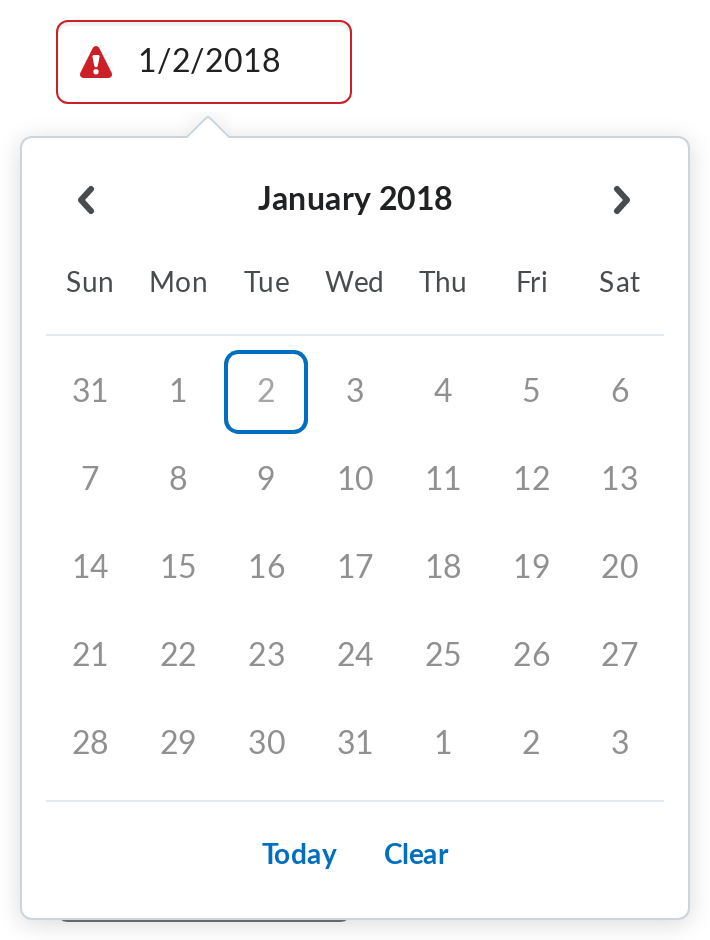 1/2/2018
January 2018
Sun Mon Tue Wed Thu Fri Sat
31 1 2 3 4 5 6
7 8 9 10 11 12 13
14 15 16 17 18 19 20
21 22 23 24 25 26 27
28 29 30 31 1 2 3
Today Clear